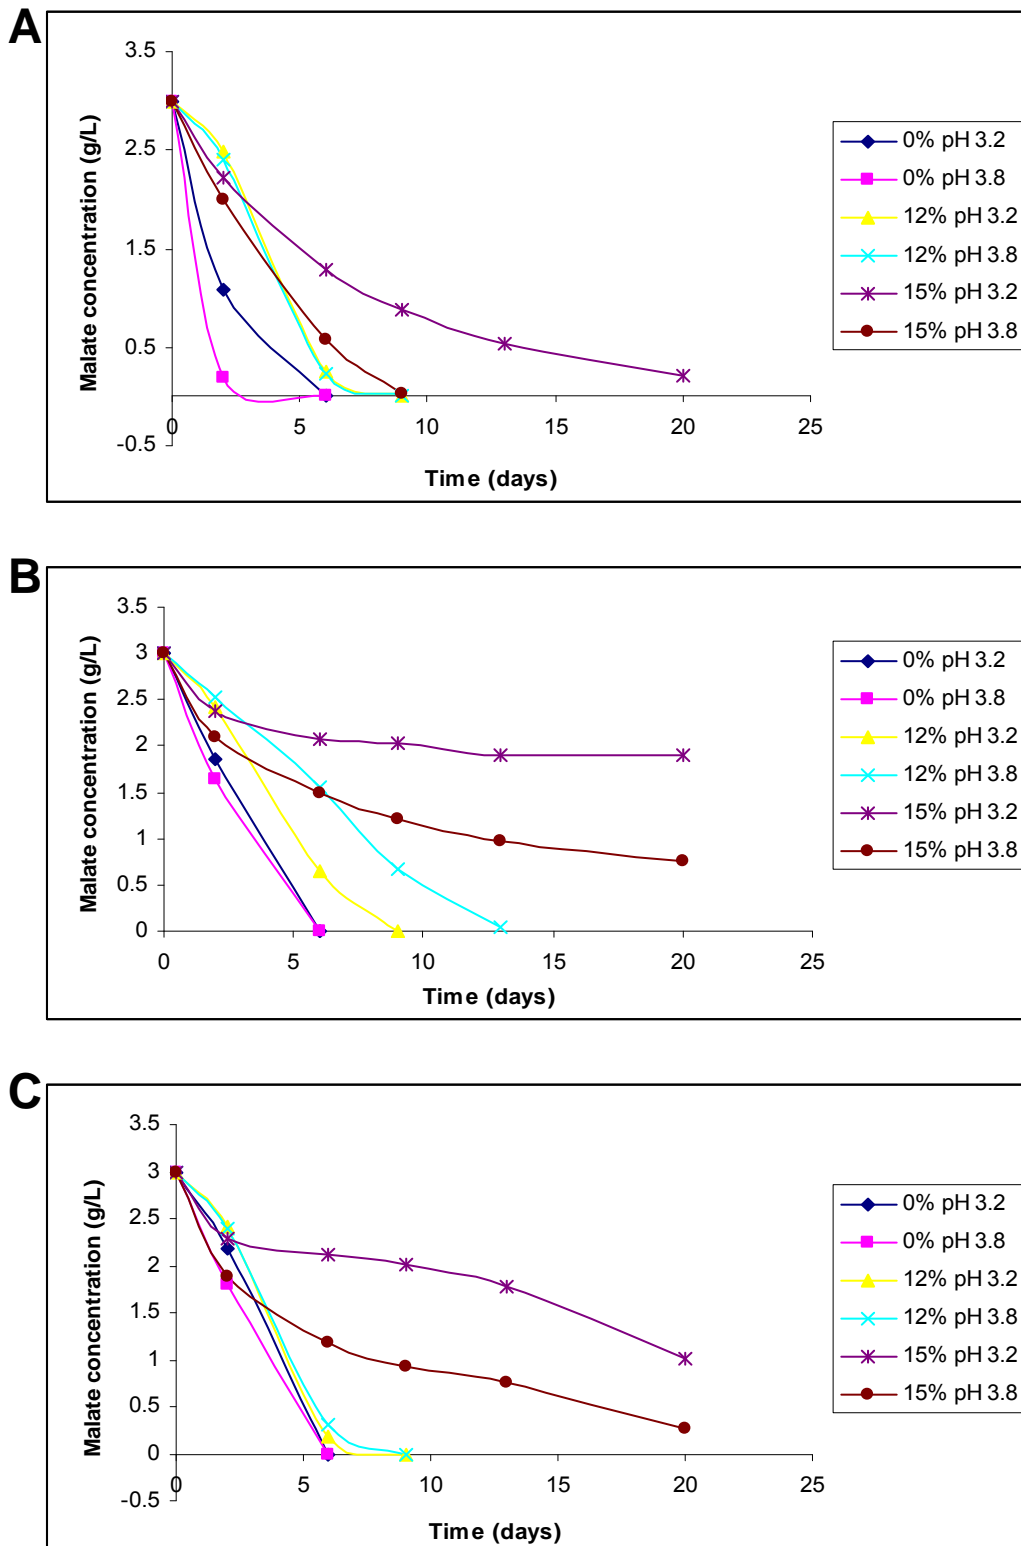 A
3.5
2.5
1.5
0.5
-0.5
0 5 10 15 20 25
Malate concentration (g/L)
Time (days)
0% pH 3.2
0% pH 3.8
12% pH 3.2
12% pH 3.8
15% pH 3.2
15% pH 3.8
B
3.5
3
2.5
2
1.5
1
0.5
0
0 5 10 15 20 25
Malate concentration (g/L)
Time (days)
0% pH 3.2
0% pH 3.8
12% pH 3.2
12% pH 3.8
15% pH 3.2
15% pH 3.8
C
3.5
3
2.5
2
1.5
1
0.5
0
-0.5
0 5 10 15 20 25
Malate concentration (g/L)
Time (days)
0% pH 3.2
0% pH 3.8
12% pH 3.2
12% pH 3.8
15% pH 3.2
15% pH 3.8